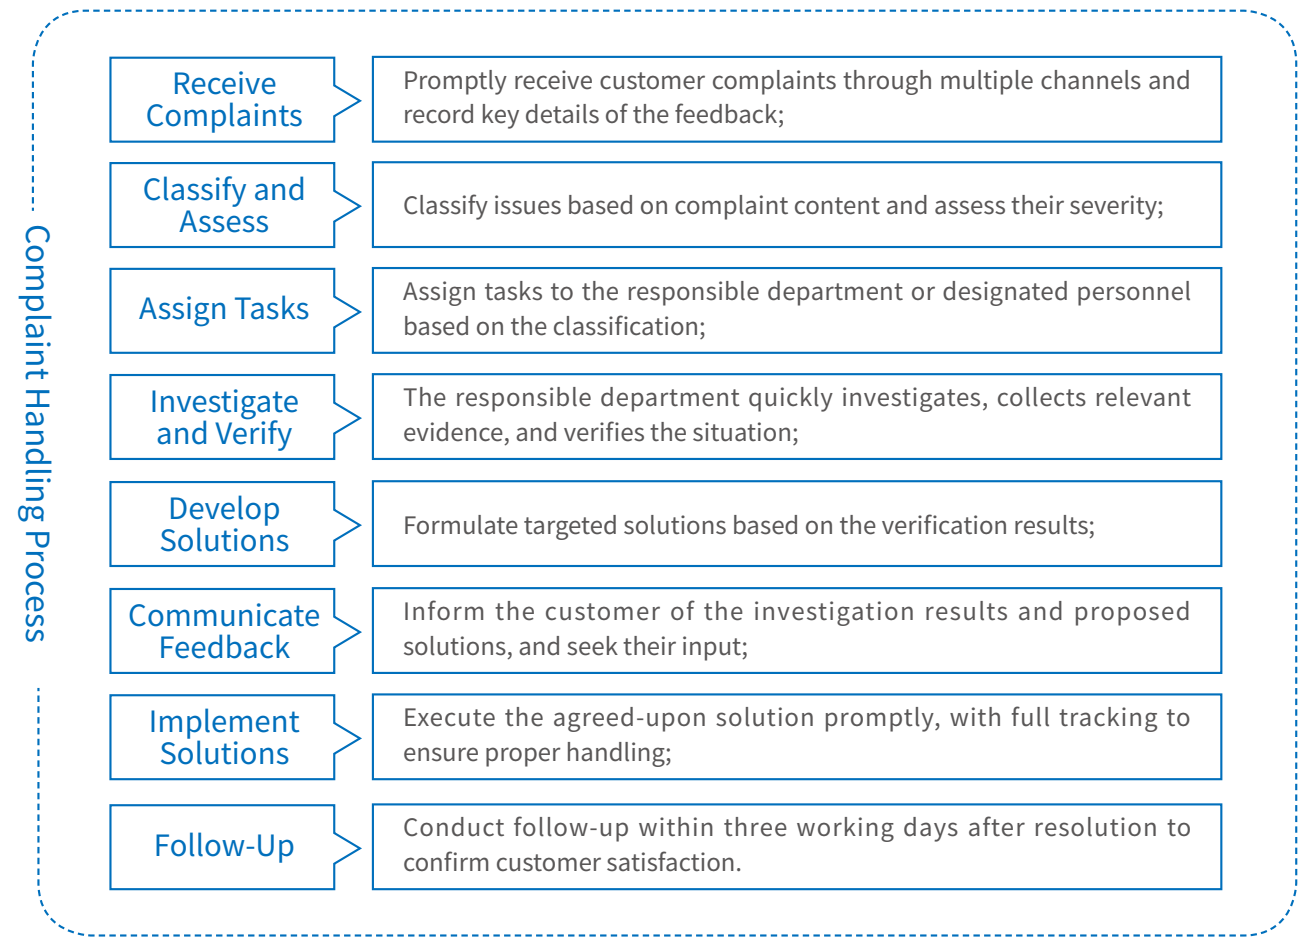 Complaint Handling Process
Receive
Complaints
Promptly receive customer complaints through multiple channels and
record key details of the feedback;
Classify and
Assess
Classify issues based on complaint content and assess their severity;
Assign Tasks
Assign tasks to the responsible department or designated personnel
based on the classification;
Investigate
and Verify
The responsible department quickly investigates, collects relevant
evidence, and verifies the situation;
Develop
Solutions
Formulate targeted solutions based on the verification results;
Communicate
Feedback
Inform the customer of the investigation results and proposed
solutions, and seek their input;
Implement
Solutions
Execute the agreed-upon solution promptly, with full tracking to
ensure proper handling;
Follow-Up
Conduct follow-up within three working days after resolution to
confirm customer satisfaction.